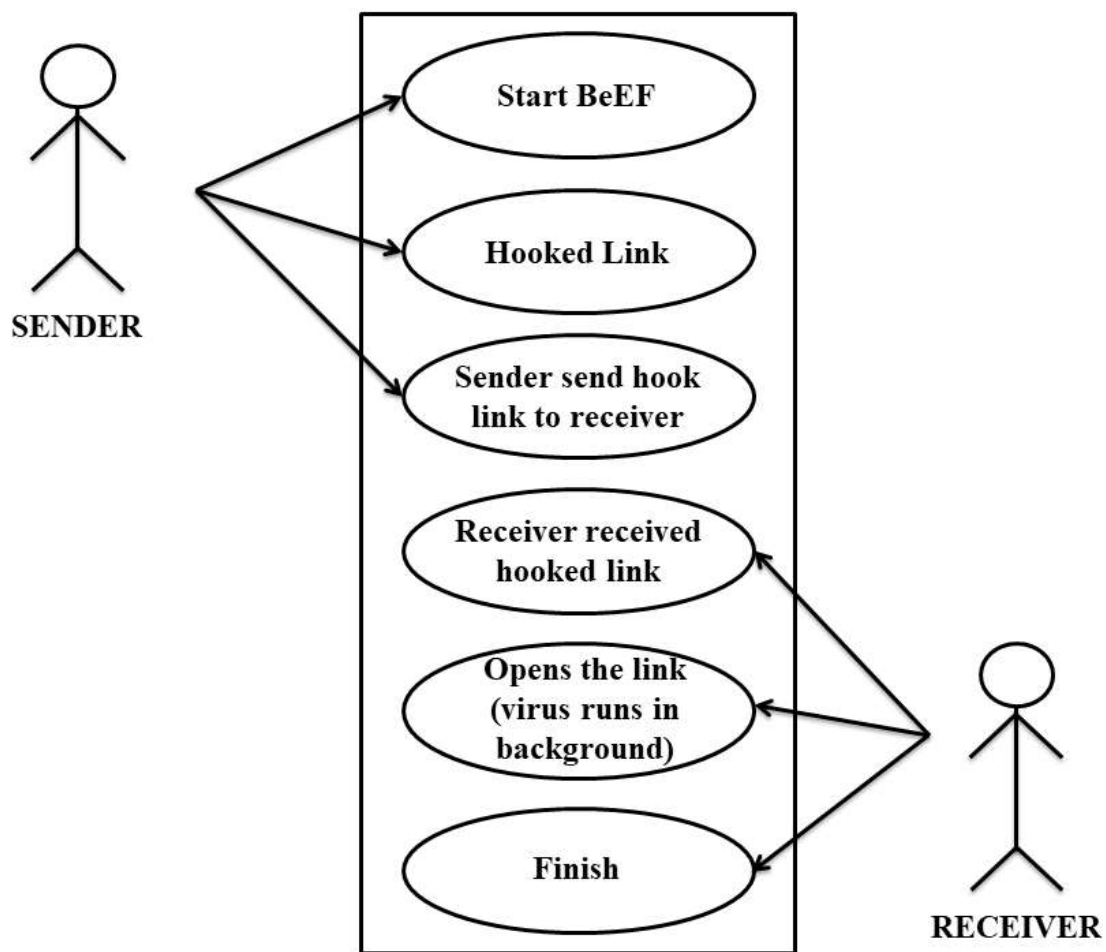 Start BeEF
Hooked Link
SENDER
Sender send hook
link to receiver
Receiver received
hooked link
Opens the link
(virus runs in
background)
Finish
RECEIVER